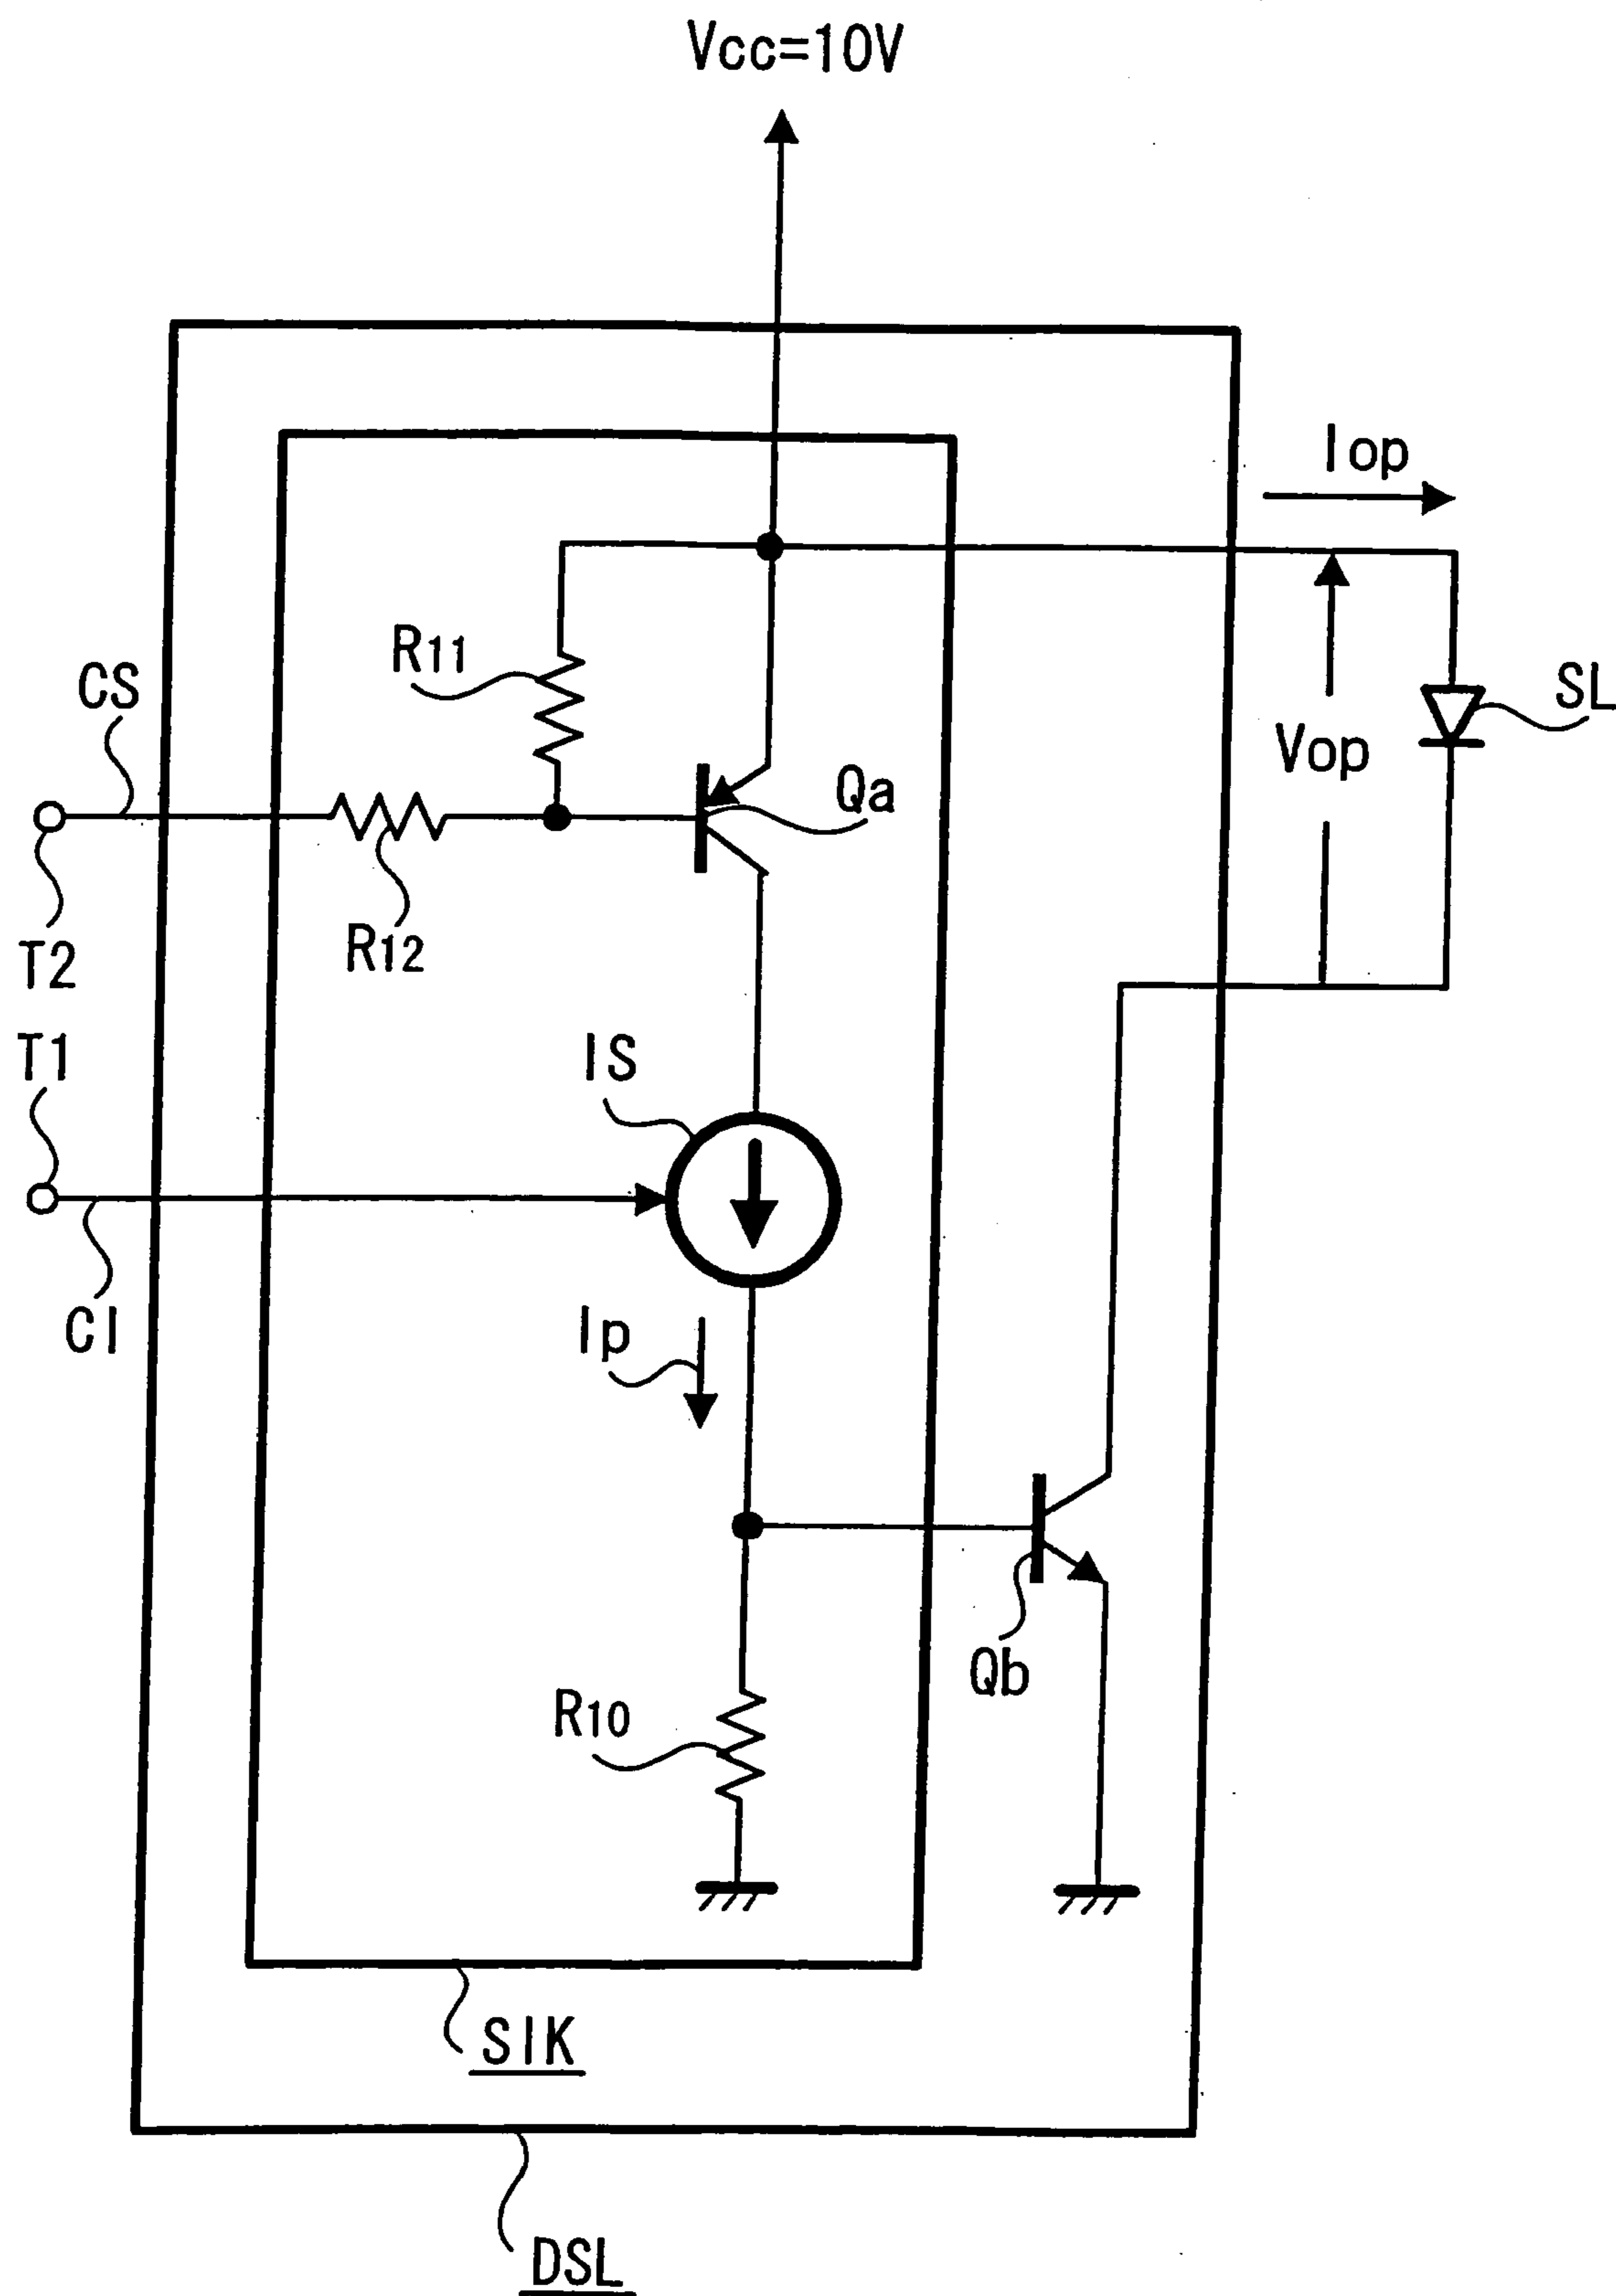 Vcc=10V
Iop
R11
CS
SL
Vop
Qa
T2
R12
T1
IS
CI
Ip
Qb
R10
SIK
DSL